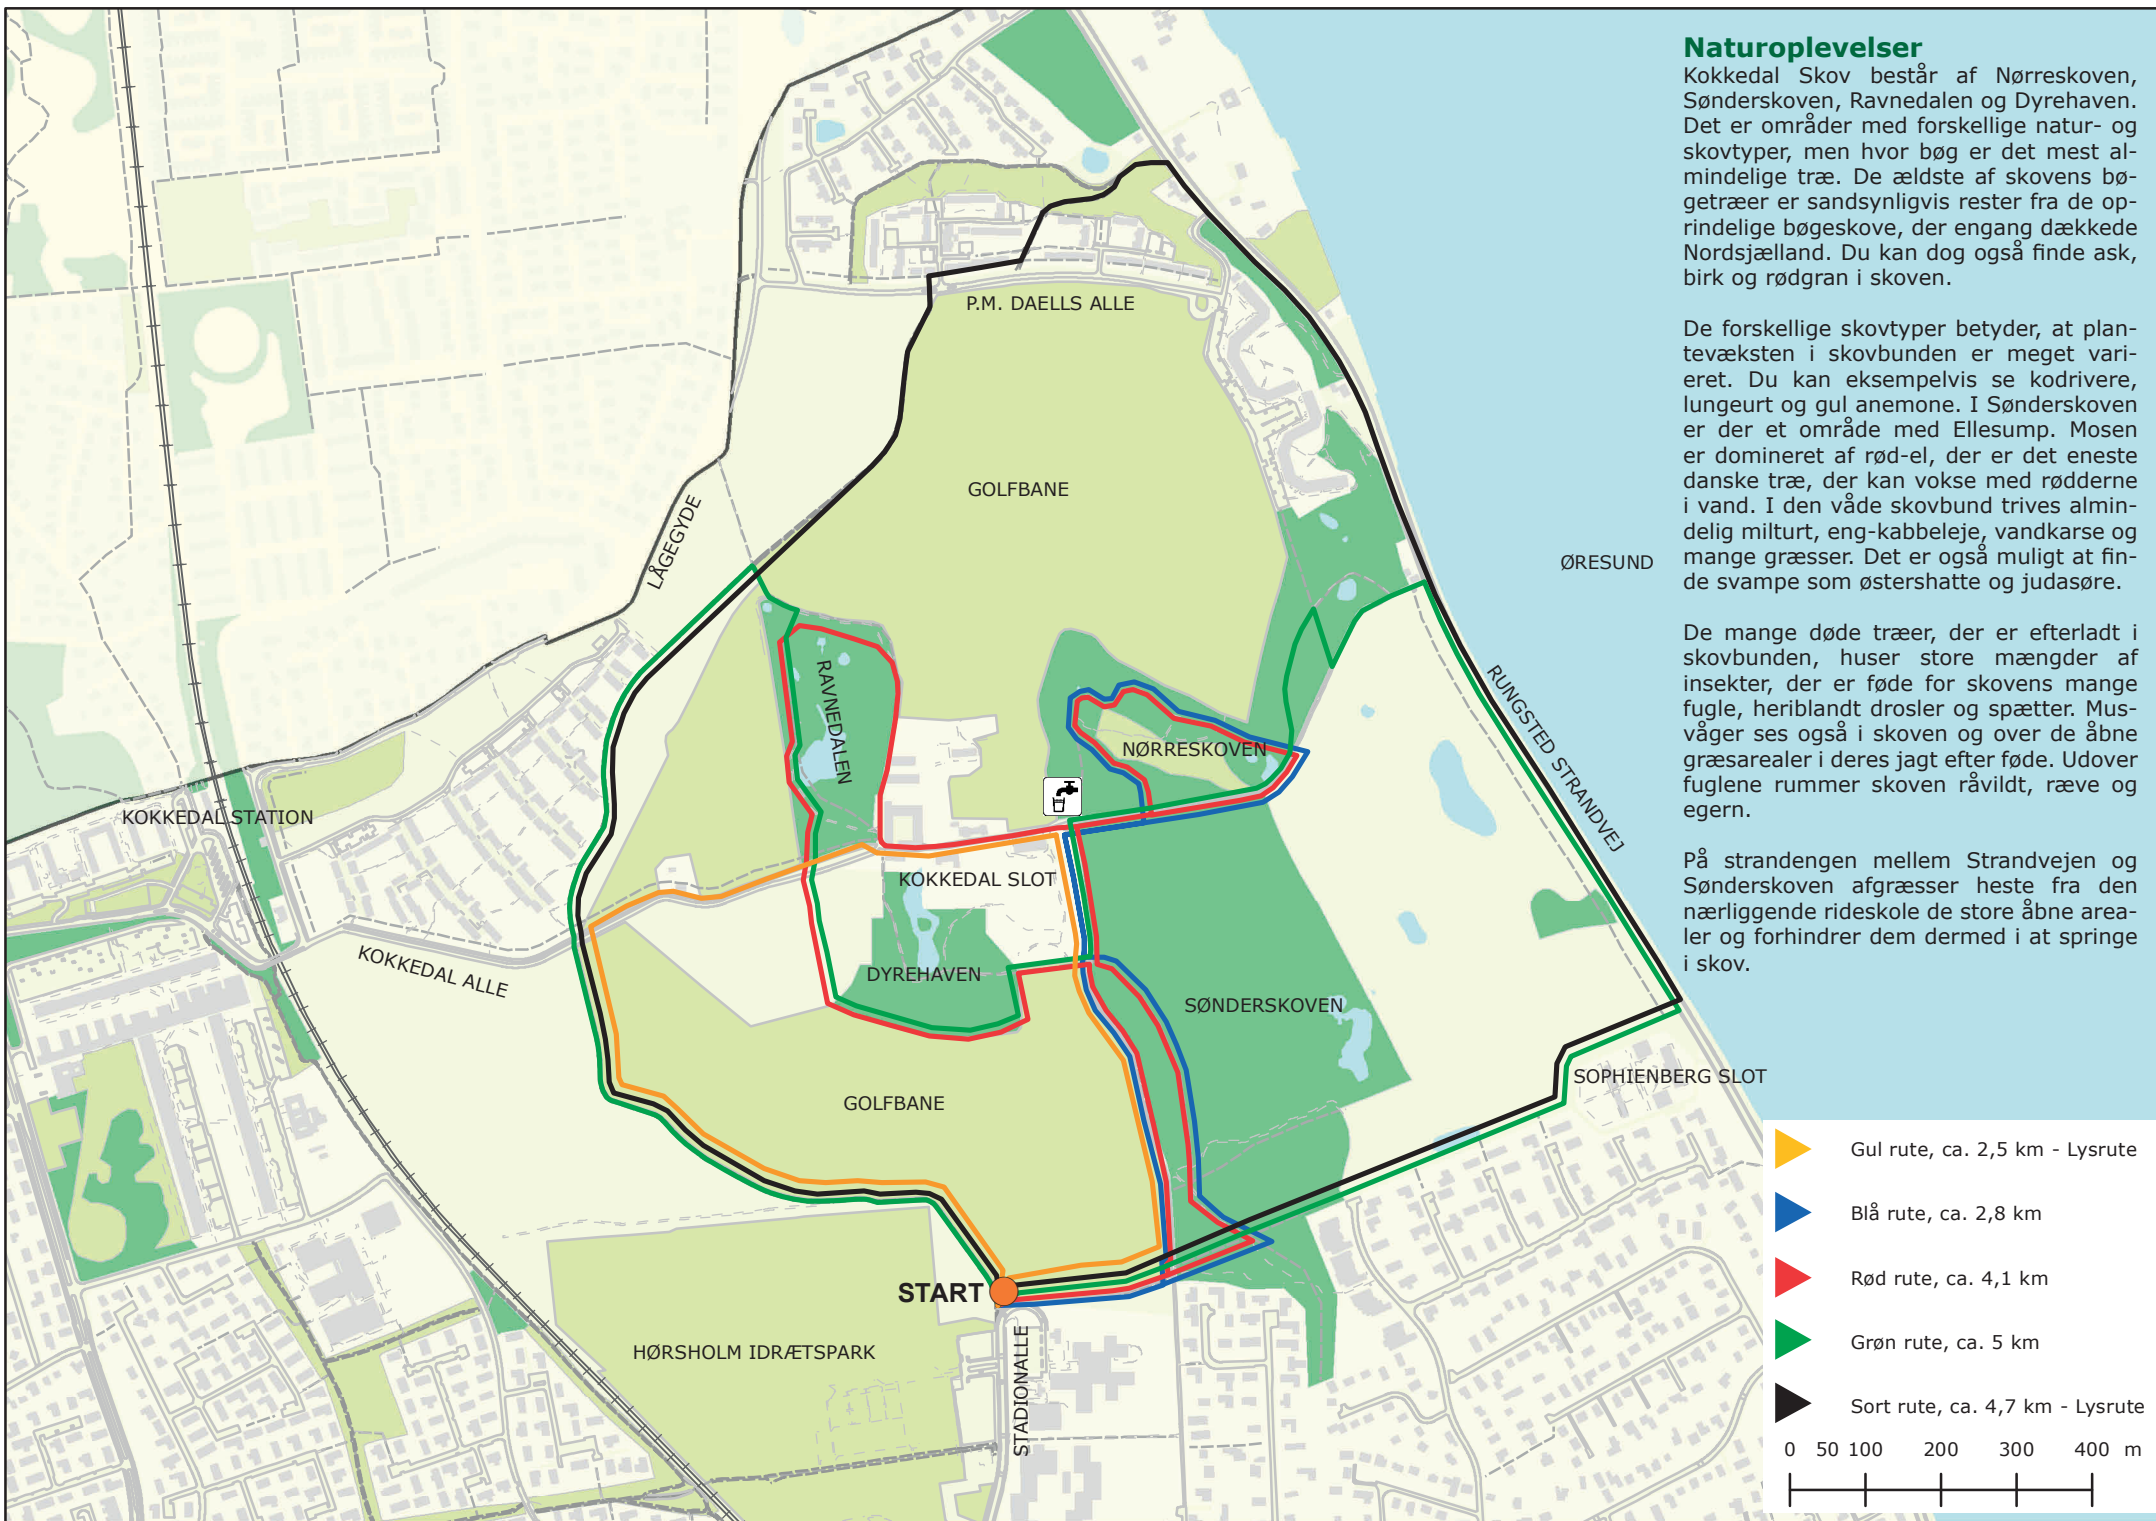 Naturoplevelser
Kokkedal Skov består af Nørreskoven,
Sønderskoven, Ravnedalen og Dyrehaven.
Det er områder med forskellige natur- og
skovtyper, men hvor bøg er det mest al-
mindelige træ. De ældste af skovens bø-
getræer er sandsynligvis rester fra de op-
rindelige bøgeskove, der engang dækkede
Nordsjælland. Du kan dog også finde ask,
birk og rødgran i skoven.
De forskellige skovtyper betyder, at plan-
tevæksten i skovbunden er meget vari-
eret. Du kan eksempelvis se kodrivere,
lungeurt og gul anemone. I Sønderskoven
er der et område med Ellesump. Mosen
er domineret af rød-el, der er det eneste
danske træ, der kan vokse med rødderne
i vand. I den våde skovbund trives almin-
delig milturt, eng-kabbeleje, vandkarse og
mange græsser. Det er også muligt at fin-
de svampe som østershatte og judasøre.
De mange døde træer, der er efterladt i
skovbunden, huser store mængder af
insekter, der er føde for skovens mange
fugle, heriblandt drosler og spætter. Mus-
våger ses også i skoven og over de åbne
græsarealer i deres jagt efter føde. Udover
fuglene rummer skoven råvildt, ræve og
egern.
På strandengen mellem Strandvejen og
Sønderskoven afgræsser heste fra den
nærliggende rideskole de store åbne area-
ler og forhindrer dem dermed i at springe
i skov.
P.M. DAELLS ALLE
GOLFBANE
LÅGEGYDE
ØRESUND
RAVNEDALEN
NØRRESKOVEN
RUNGSTED STRANDVEJ
KOKKEDAL STATION
KOKKEDAL SLOT
KOKKEDAL ALLE
DYREHAVEN
SØNDERSKOVEN
SOPHIENBERG SLOT
GOLFBANE
START
HØRSHOLM IDRÆTSPARK
STADIONALLE
Gul rute, ca. 2,5 km - Lysrute
Blå rute, ca. 2,8 km
Rød rute, ca. 4,1 km
Grøn rute, ca. 5 km
Sort rute, ca. 4,7 km - Lysrute
0 50 100 200 300 400 m